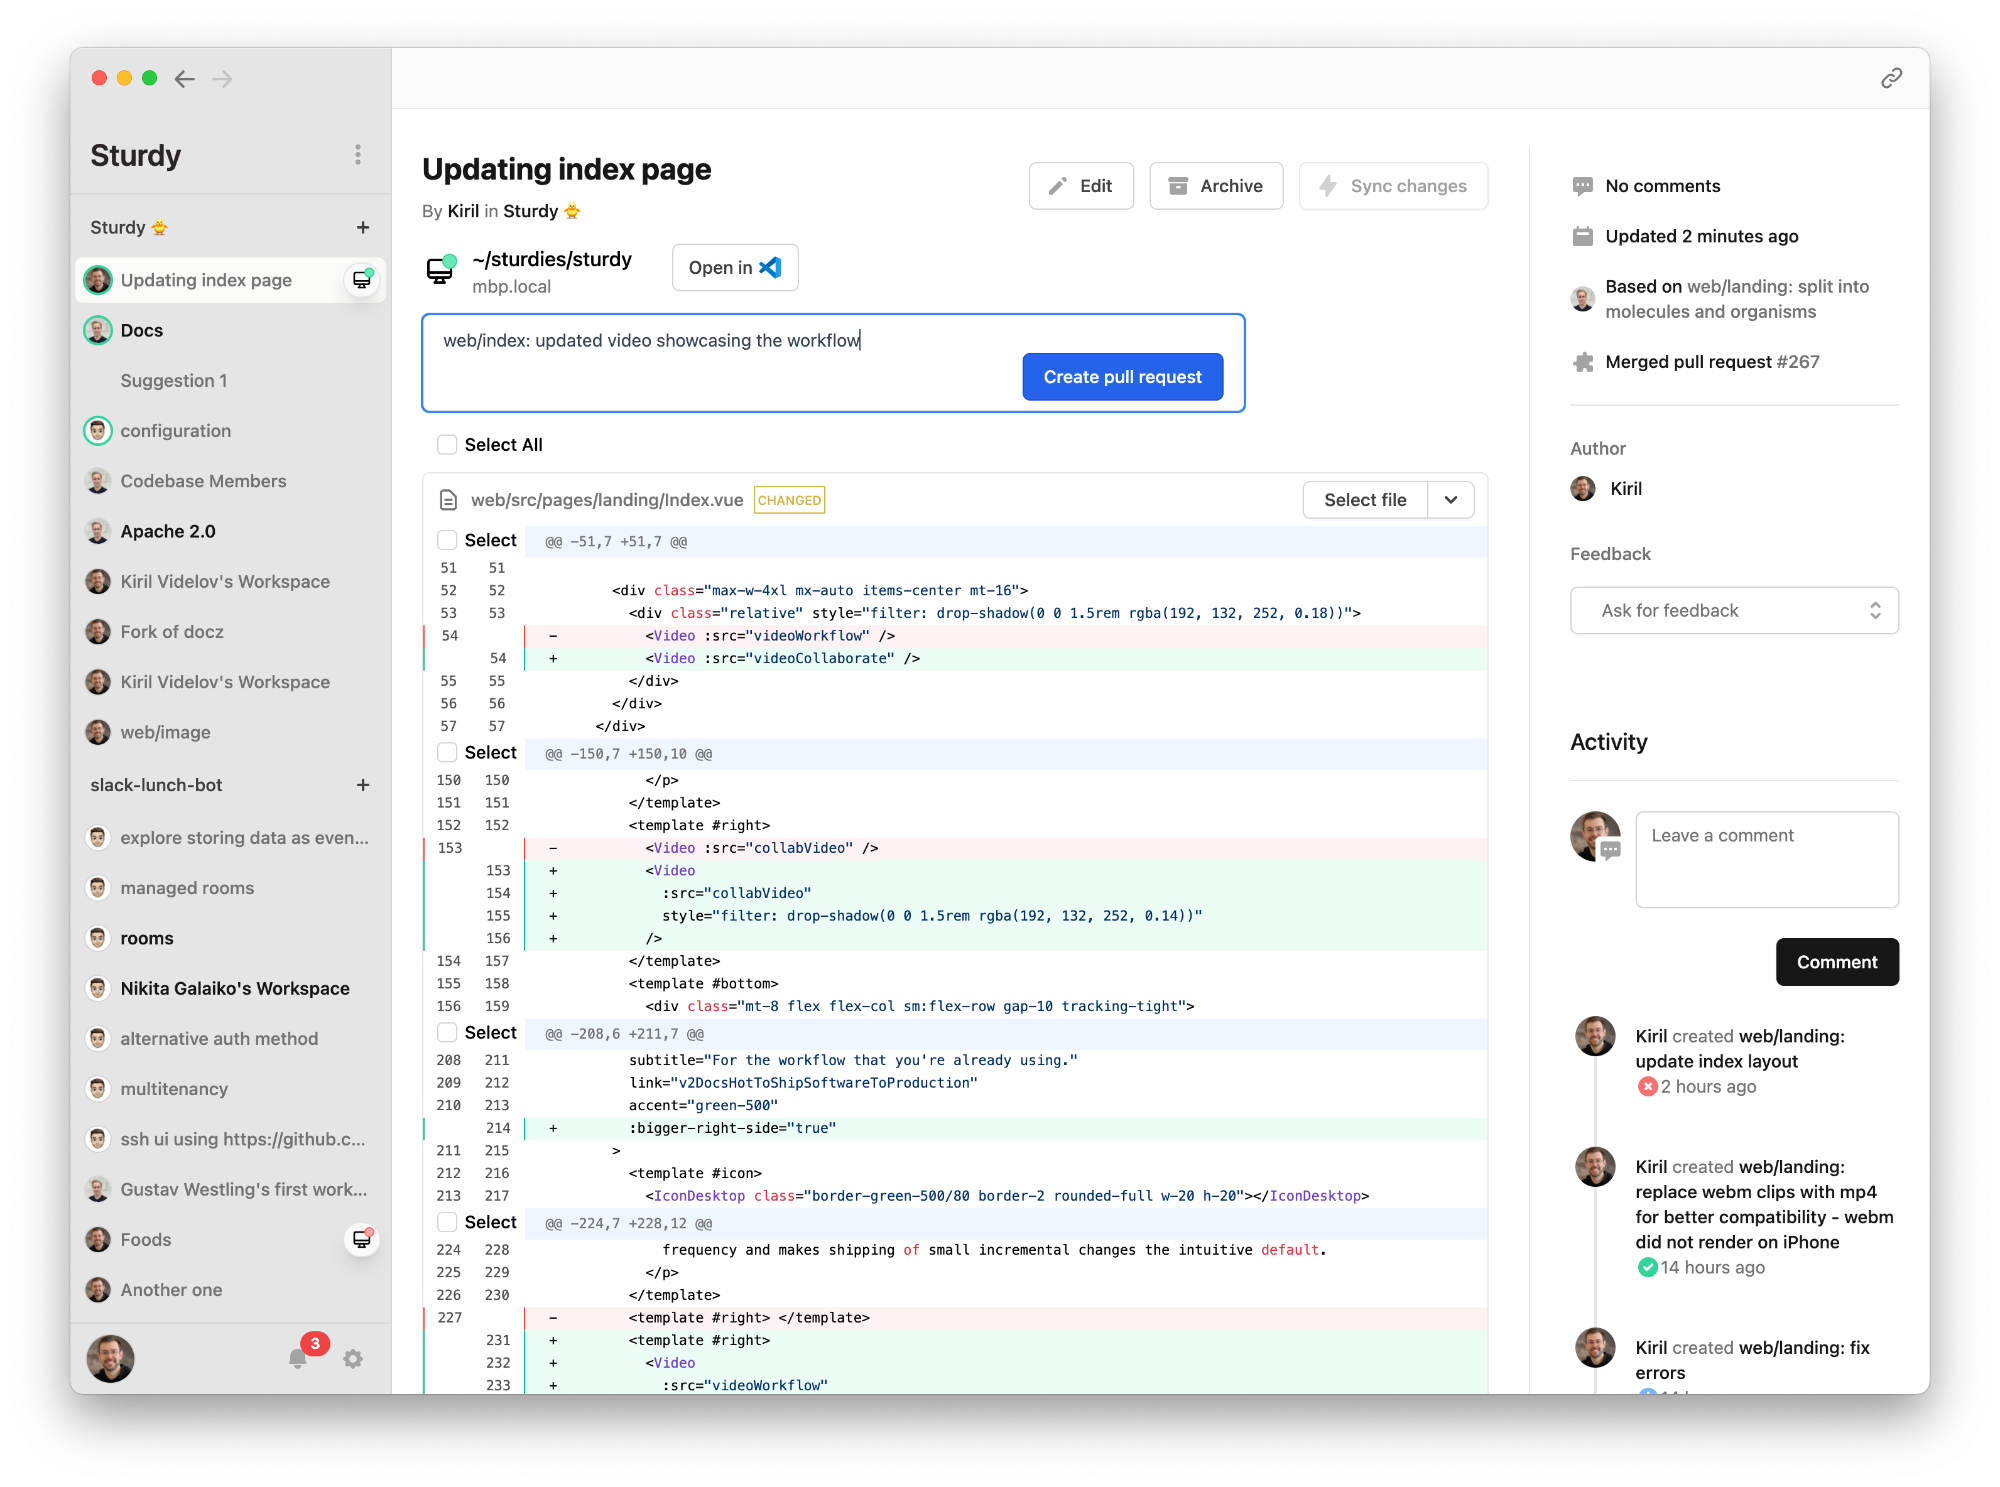 Sturdy
Sturdy 🐥 +
Updating index page
Docs
Suggestion 1
configuration
Codebase Members
Apache 2.0
Kiril Videlov's Workspace
Fork of docz
Kiril Videlov's Workspace
web/image
slack-lunch-bot +
explore storing data as even...
managed rooms
rooms
Nikita Galaiko's Workspace
alternative auth method
multitenancy
ssh ui using https://github.c...
Gustav Westling's first work...
Foods
Another one
3
Updating index page
By Kiril in Sturdy 🐥
Edit
Archive
Sync changes
~/sturdies/sturdy
mbp.local
Open in
web/index: updated video showcasing the workflow
Create pull request
Select All
web/src/pages/landing/Index.vue CHANGED
Select file
Select @@ -51,7 +51,7 @@
51 51
52 52 <div class="max-w-4xl mx-auto items-center mt-16">
53 53 <div class="relative" style="filter: drop-shadow(0 0 1.5rem rgba(192, 132, 252, 0.18))">
54 - <Video :src="videoWorkflow" />
54 + <Video :src="videoCollaborate" />
55 55 </div>
56 56 </div>
57 57 </div>
Select @@ -150,7 +150,10 @@
150 150 </p>
151 151 </template>
152 152 <template #right>
153 - <Video :src="collabVideo" />
153 + <Video
154 + :src="collabVideo"
155 + style="filter: drop-shadow(0 0 1.5rem rgba(192, 132, 252, 0.14))"
156 + />
154 157 </template>
155 158 <template #bottom>
156 159 <div class="mt-8 flex flex-col sm:flex-row gap-10 tracking-tight">
Select @@ -208,6 +211,7 @@
208 211 subtitle="For the workflow that you're already using."
209 212 link="v2DocsHotToShipSoftwareToProduction"
210 213 accent="green-500"
214 + :bigger-right-side="true"
211 215 >
212 216 <template #icon>
213 217 <IconDesktop class="border-green-500/80 border-2 rounded-full w-20 h-20"></IconDesktop>
Select @@ -224,7 +228,12 @@
224 228 frequency and makes shipping of small incremental changes the intuitive default.
225 229 </p>
226 230 </template>
227 - <template #right> </template>
231 + <template #right>
232 + <Video
233 + :src="videoWorkflow"
No comments
Updated 2 minutes ago
Based on web/landing: split into
molecules and organisms
Merged pull request #267
Author
Kiril
Feedback
Ask for feedback
Activity
Leave a comment
Comment
Kiril created web/landing:
update index layout
2 hours ago
Kiril created web/landing:
replace webm clips with mp4
for better compatibility - webm
did not render on iPhone
14 hours ago
Kiril created web/landing: fix
errors